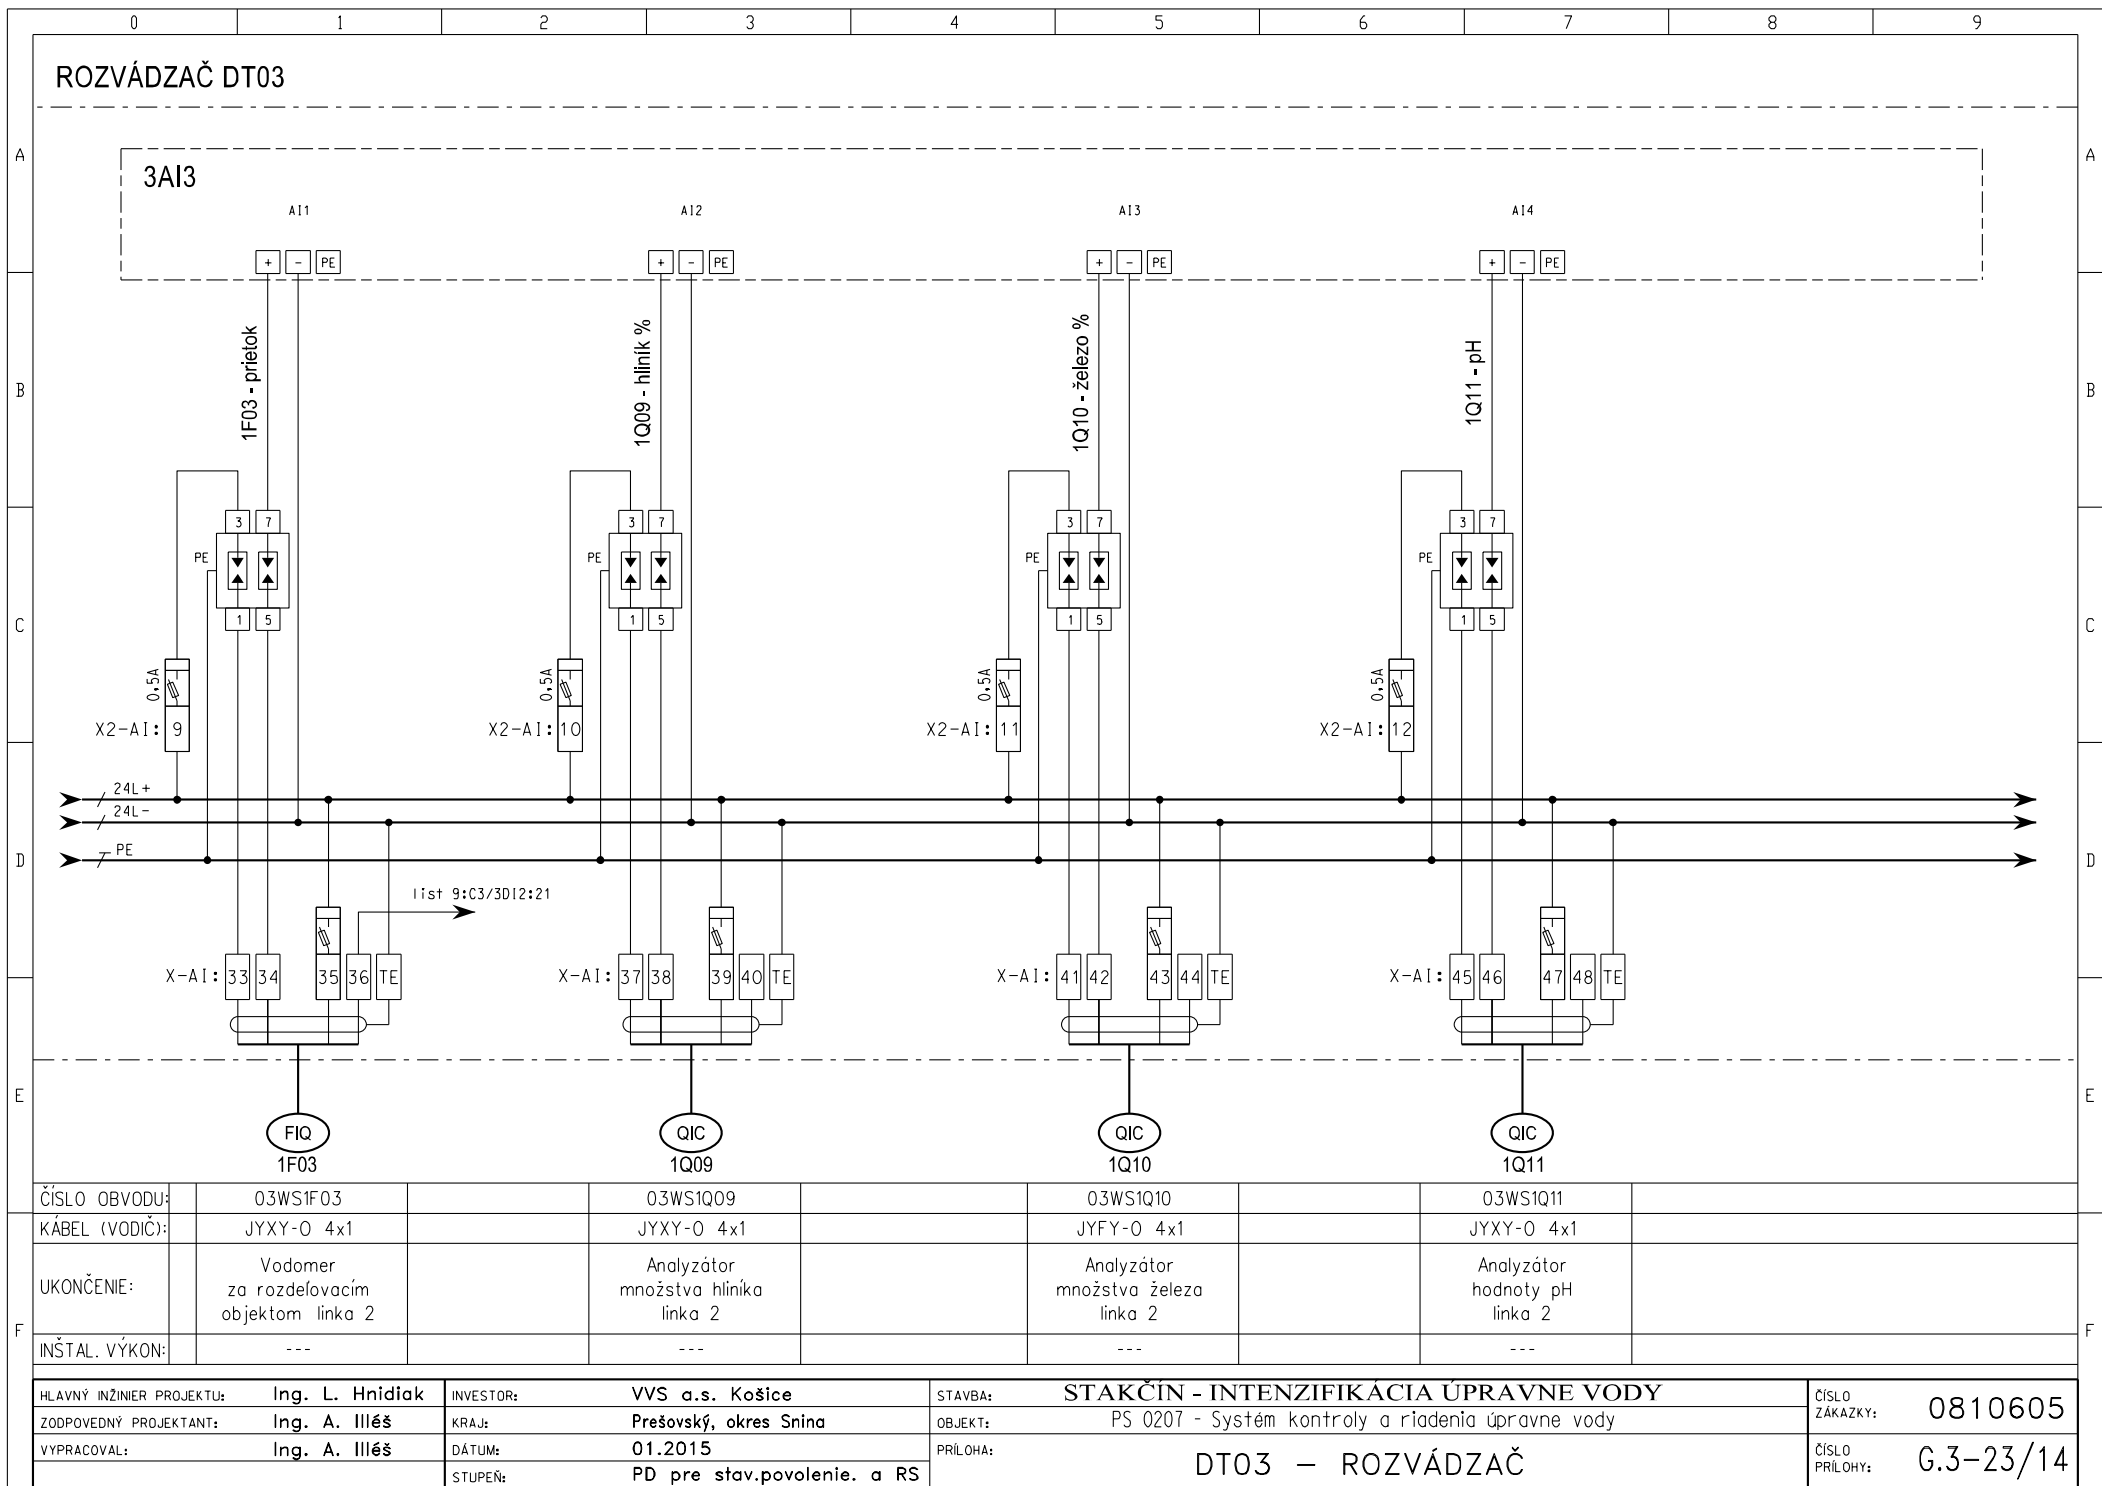 0 1 2 3 4 5 6 7 8 9
ROZVÁDZAČ DT03
A A
3AI3
AI1 AI2 AI3 AI4
+ - PE + - PE + - PE + - PE
1F03 - prietok
1Q09 - hliník %
1Q10 - železo %
1Q11 - pH
B B
3 7 3 7 3 7 3 7
PE PE PE PE
1 5 1 5 1 5 1 5
C C
0,5A 0,5A 0,5A 0,5A
X2-AI: 9 X2-AI: 10 X2-AI: 11 X2-AI: 12
24L+
24L-
PE
D D
list 9:C3/3DI2:21
X-AI: 33 34 35 36 TE X-AI: 37 38 39 40 TE X-AI: 41 42 43 44 TE X-AI: 45 46 47 48 TE
E E
FIQ QIC QIC QIC
1F03 1Q09 1Q10 1Q11
ČÍSLO OBVODU: 03WS1F03 03WS1Q09 03WS1Q10 03WS1Q11
KÁBEL (VODIČ): JYXY-O 4x1 JYXY-O 4x1 JYFY-O 4x1 JYXY-O 4x1
UKONČENIE:
Vodomer
za rozdeľovacím
objektom linka 2
Analyzátor
množstva hliníka
linka 2
Analyzátor
množstva železa
linka 2
Analyzátor
hodnoty pH
linka 2
F F
INŠTAL. VÝKON: --- --- --- ---
HLAVNÝ INŽINIER PROJEKTU: Ing. L. Hnidiak
ZODPOVEDNÝ PROJEKTANT: Ing. A. Illéš
VYPRACOVAL: Ing. A. Illéš
INVESTOR: VVS a.s. Košice
KRAJ: Prešovský, okres Snina
DÁTUM: 01.2015
STUPEŇ: PD pre stav.povolenie. a RS
STAVBA: STAKČÍN - INTENZIFIKÁCIA ÚPRAVNE VODY
OBJEKT: PS 0207 - Systém kontroly a riadenia úpravne vody
PRÍLOHA: DT03 – ROZVÁDZAČ
ČÍSLO
ZÁKAZKY: 0810605
ČÍSLO
PRÍLOHY: G.3-23/14